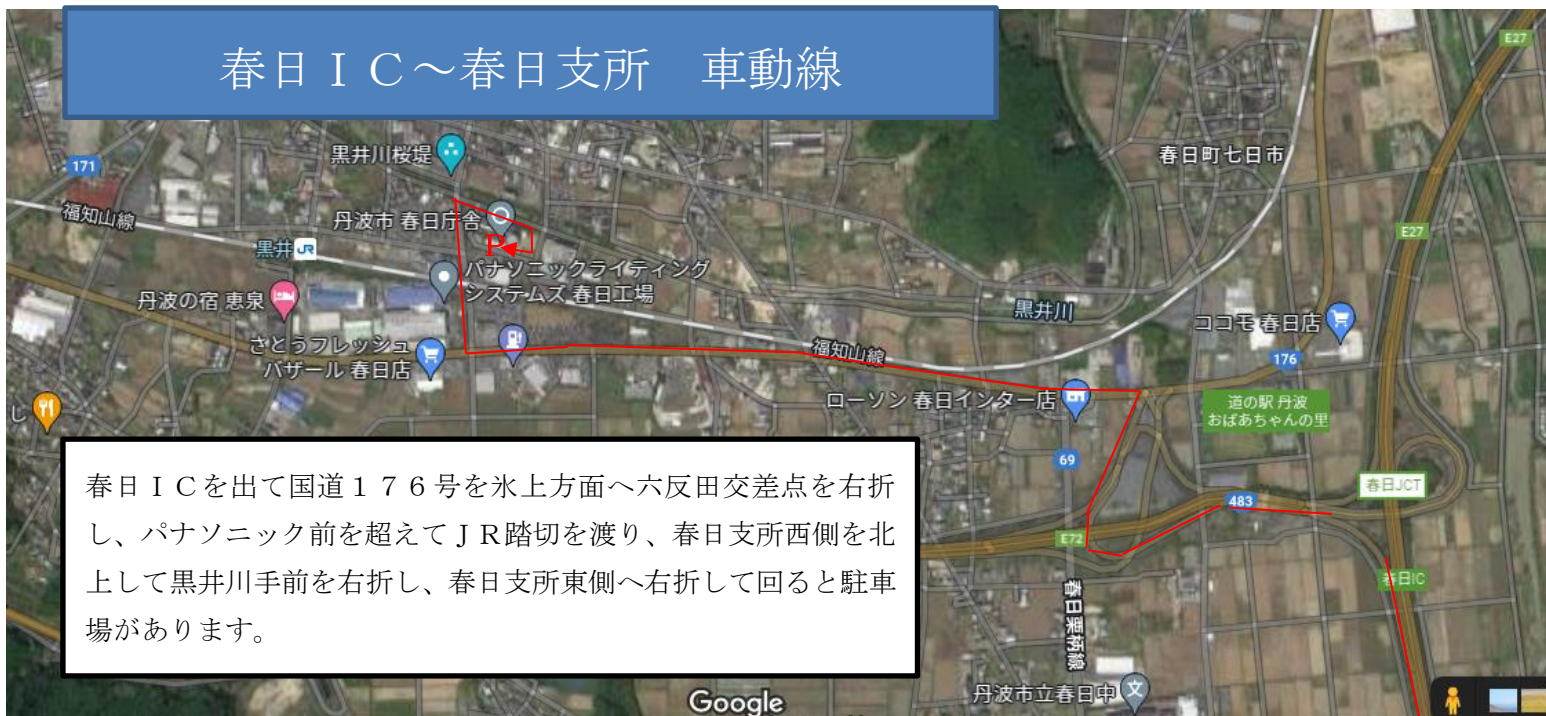 春日ＩＣ～春日支所　車動線
E27
171
黒井川桜堤
春日町七日市
福知山線
丹波市 春日庁舎
E27
黒井 JR
P
パナソニックライティング
システムズ 春日工場
丹波の宿 恵泉
黒井川
ココモ 春日店
さとうフレッシュ
バザール 春日店
福知山線
176
し
ローソン 春日インター店
道の駅 丹波
おばあちゃんの里
69
春日JCT
483
E72
春日IC
春日栗柄線
春日ＩＣを出て国道１７６号を氷上方面へ六反田交差点を右折
し、パナソニック前を超えてＪＲ踏切を渡り、春日支所西側を北
上して黒井川手前を右折し、春日支所東側へ右折して回ると駐車
場があります。
Google
丹波市立春日中 文